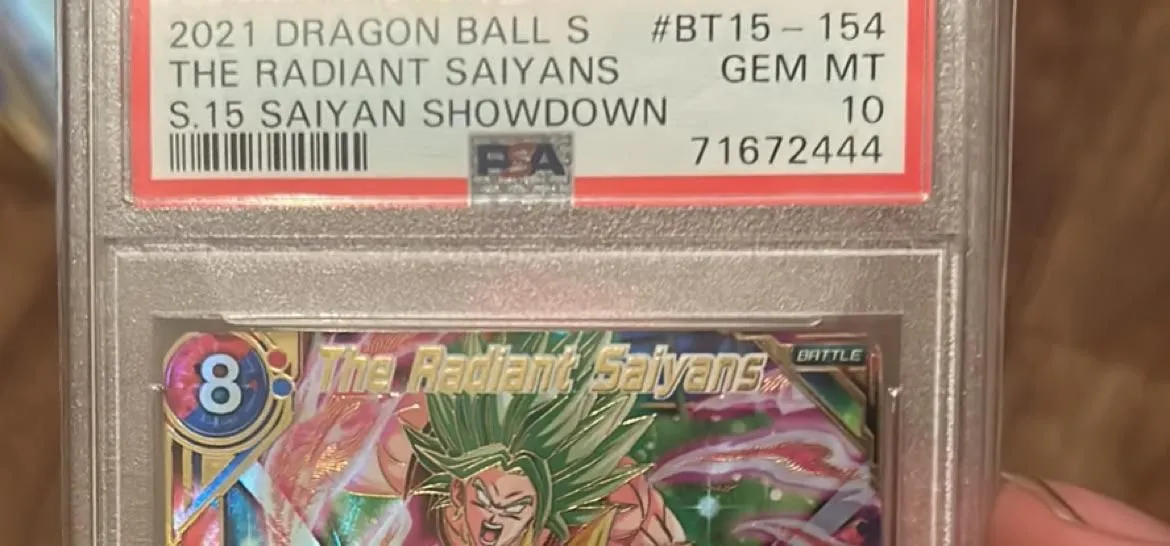 2021 DRAGON BALL S #BT15 - 154
THE RADIANT SAIYANS GEM MT
S.15 SAIYAN SHOWDOWN 10
PSA 71672444
8 The Radiant Saiyans BATTLE